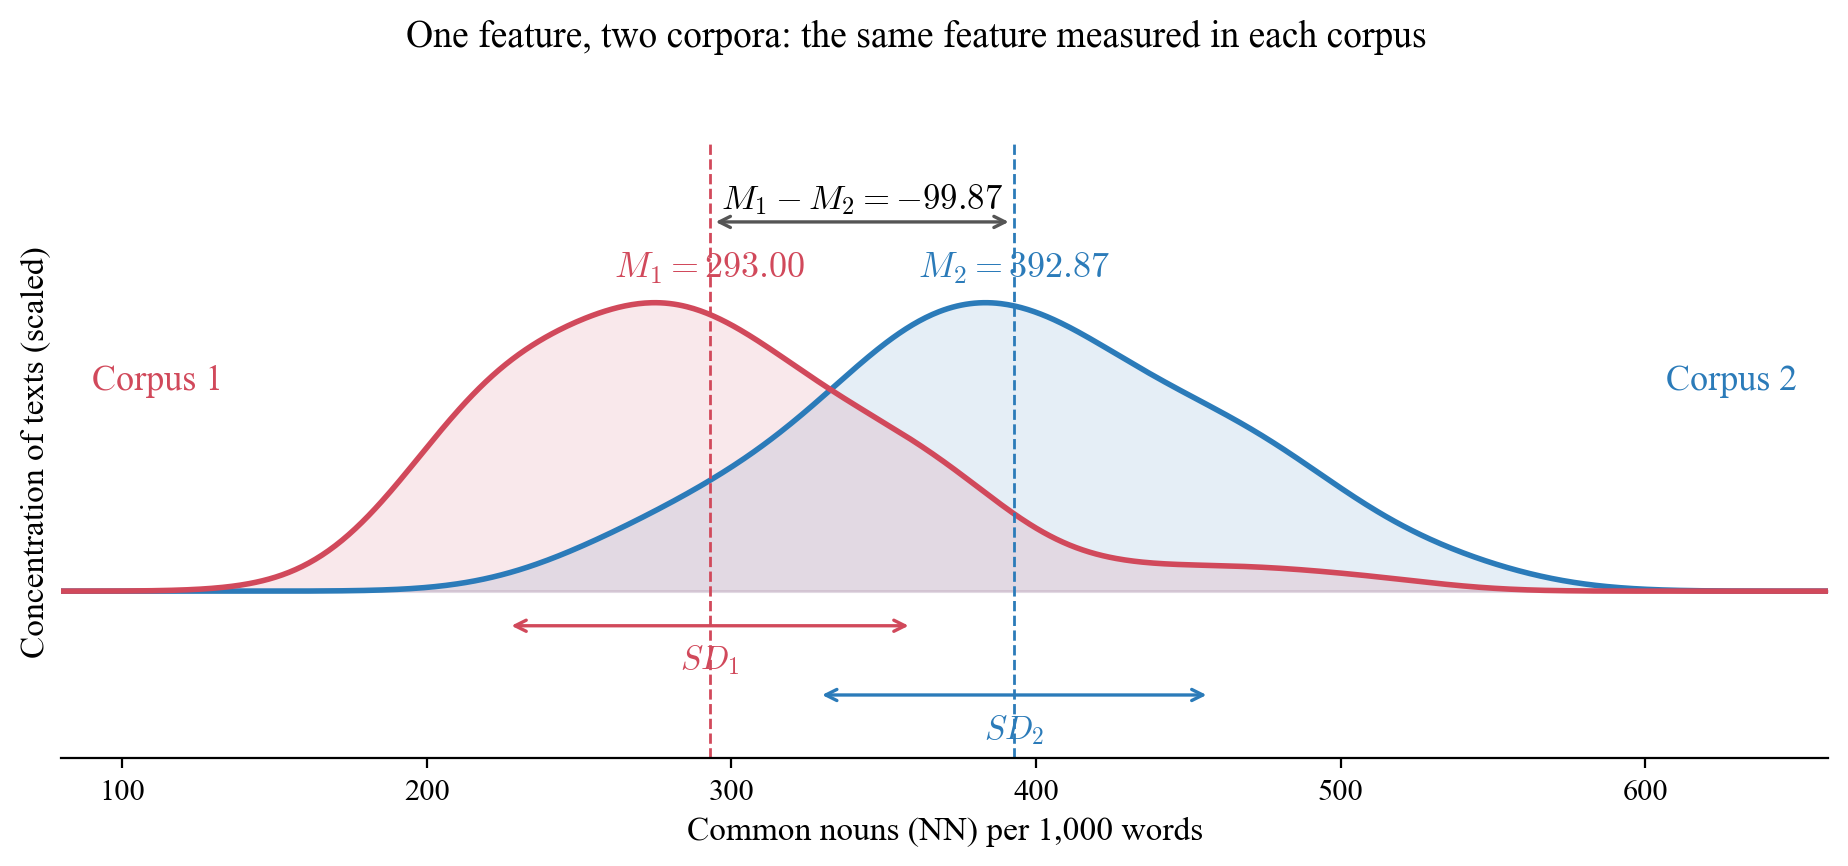 One feature, two corpora: the same feature measured in each corpus
M₁ − M₂ = −99.87
M₁ = 293.00
M₂ = 392.87
Corpus 1
Corpus 2
Concentration of texts (scaled)
SD₁
SD₂
100 200 300 400 500 600
Common nouns (NN) per 1,000 words